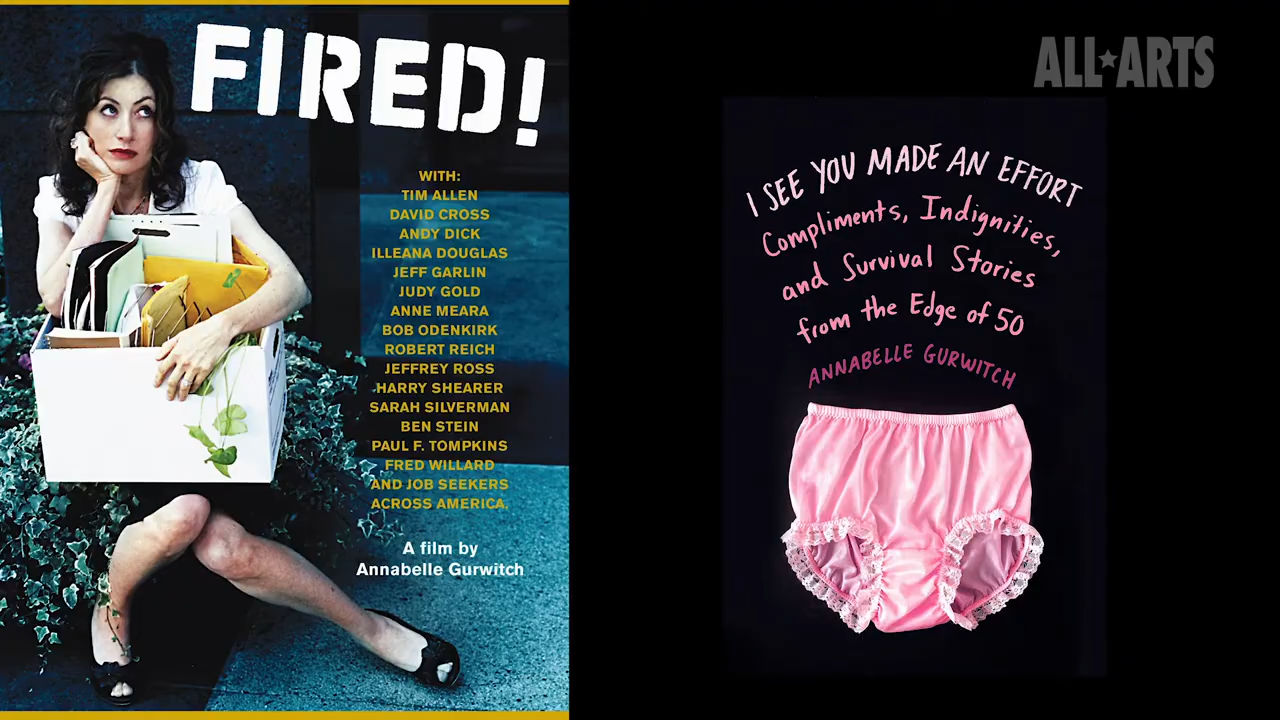 FIRED!
WITH:
TIM ALLEN
DAVID CROSS
ANDY DICK
ILLEANA DOUGLAS
JEFF GARLIN
JUDY GOLD
ANNE MEARA
BOB ODENKIRK
ROBERT REICH
JEFFREY ROSS
HARRY SHEARER
SARAH SILVERMAN
BEN STEIN
PAUL F. TOMPKINS
FRED WILLARD
AND JOB SEEKERS
ACROSS AMERICA.
A film by
Annabelle Gurwitch
ALL★ARTS
I SEE YOU MADE AN EFFORT
Compliments, Indignities,
and Survival Stories
from the Edge of 50
ANNABELLE GURWITCH